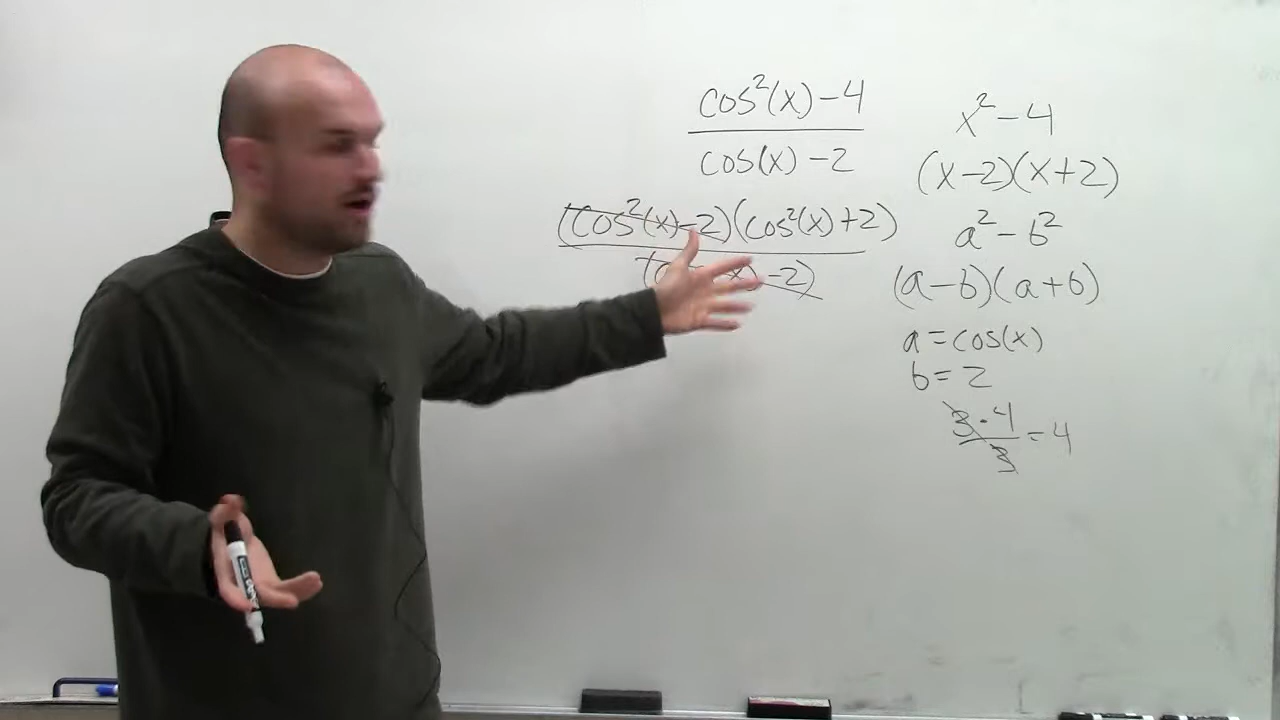 cos²(x) - 4
cos(x) - 2
(cos²(x) - 2)(cos²(x) + 2)
x) - 2)
x² - 4
(x - 2)(x + 2)
a² - b²
(a - b)(a + b)
a = cos(x)
b = 2
3 · 4
3
= 4